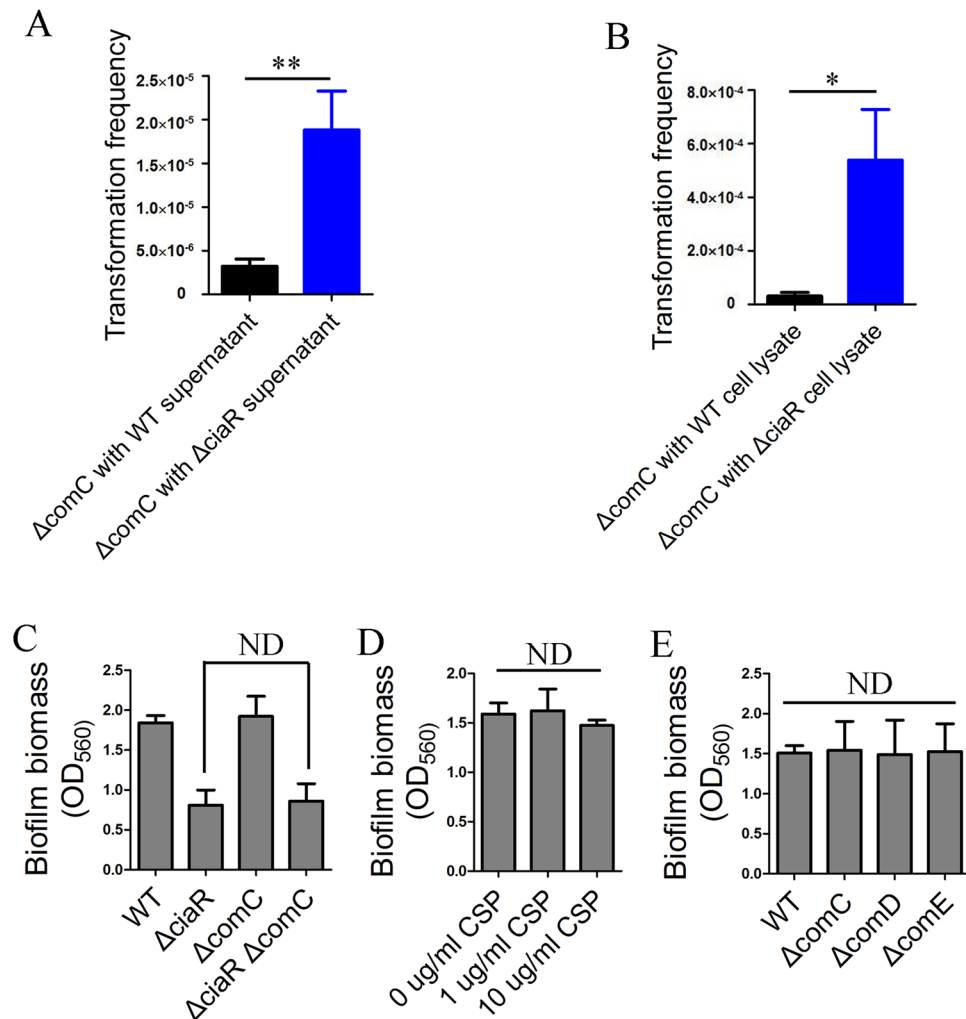 A
Transformation frequency
**
2.5×10⁻⁵
2.0×10⁻⁵
1.5×10⁻⁵
1.0×10⁻⁵
5.0×10⁻⁶
0
ΔcomC with WT supernatant
ΔcomC with ΔciaR supernatant
B
Transformation frequency
*
8.0×10⁻⁴
6.0×10⁻⁴
4.0×10⁻⁴
2.0×10⁻⁴
0
ΔcomC with WT cell lysate
ΔcomC with ΔciaR cell lysate
C
Biofilm biomass
(OD₅₆₀)
ND
2.5
2.0
1.5
1.0
0.5
0.0
WT
ΔciaR
ΔcomC
ΔciaR ΔcomC
D
Biofilm biomass
(OD₅₆₀)
ND
2.0
1.5
1.0
0.5
0.0
0 ug/ml CSP
1 ug/ml CSP
10 ug/ml CSP
E
Biofilm biomass
(OD₅₆₀)
ND
2.5
2.0
1.5
1.0
0.5
0.0
WT
ΔcomC
ΔcomD
ΔcomE